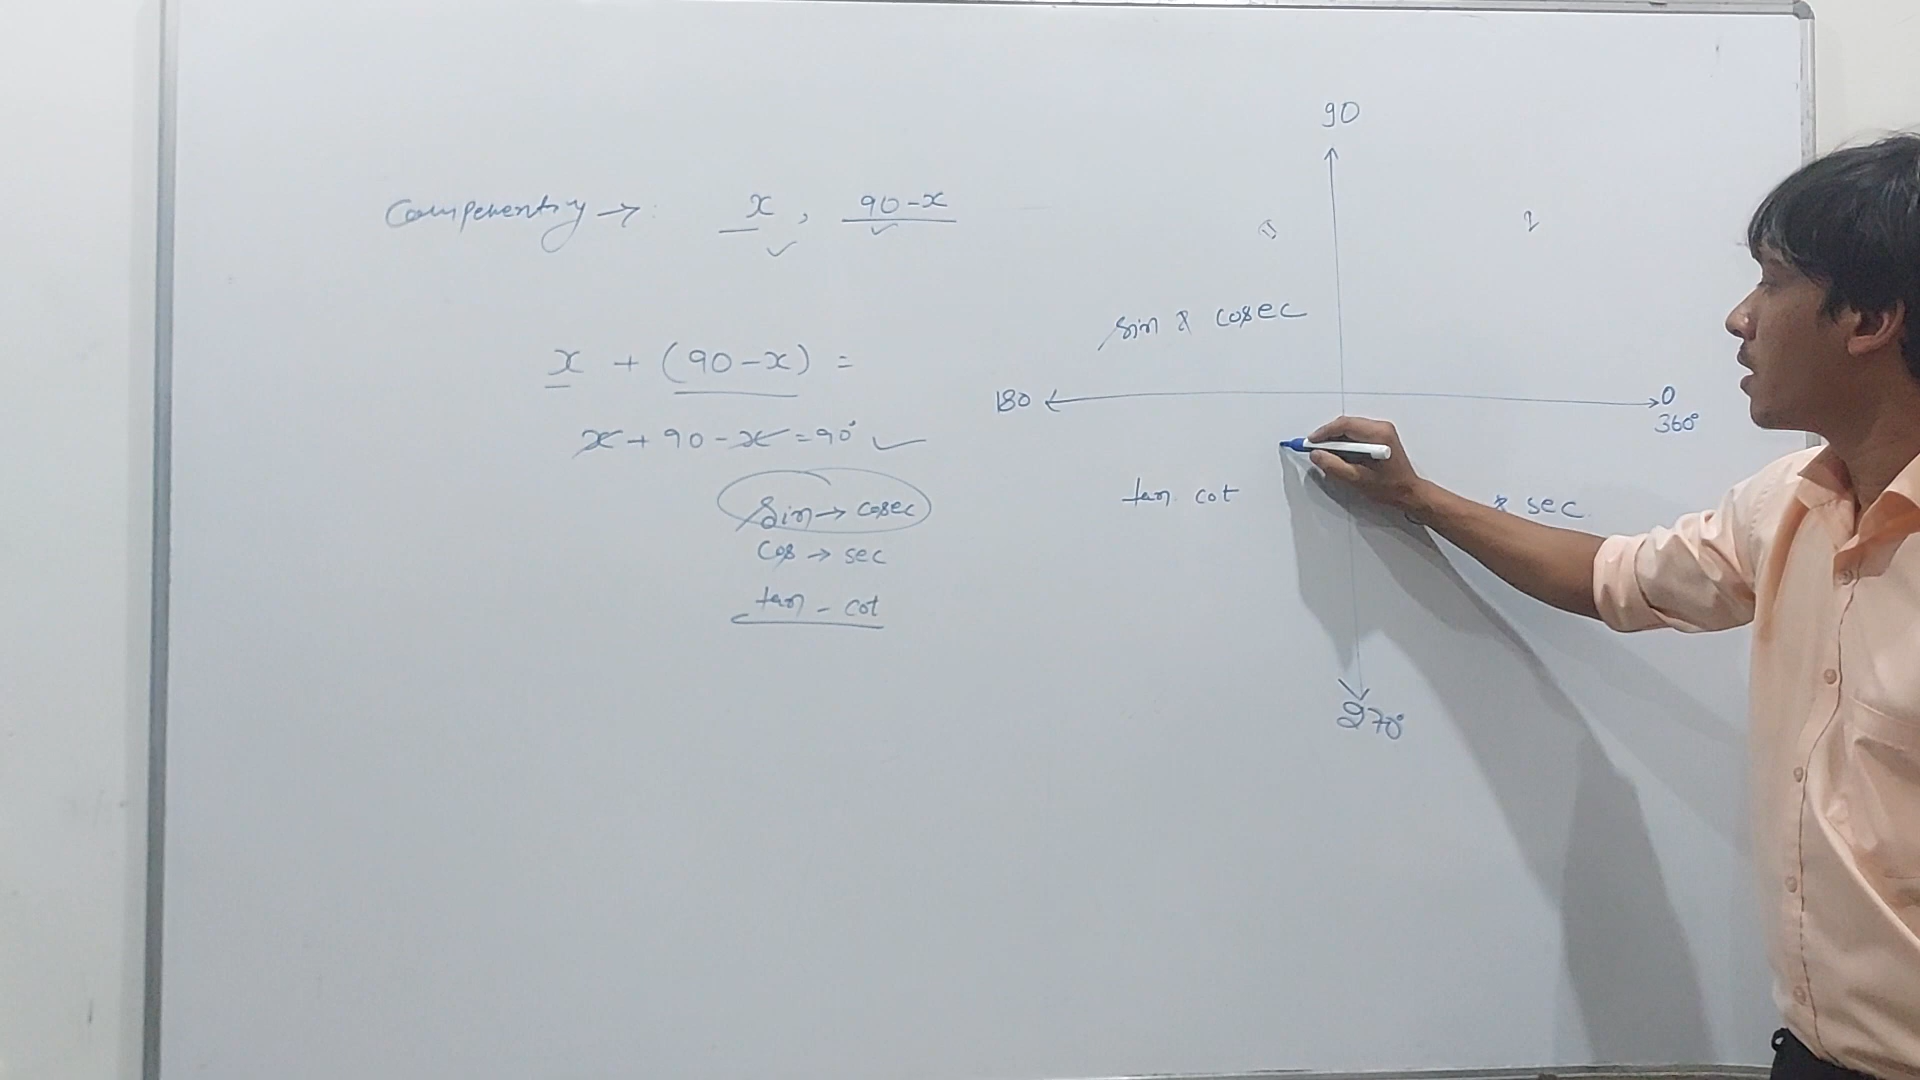 Compenentry → : x , 90-x
x + (90-x) =
x + 90 - x = 90° ✓
Sin → cosec
Cos → sec
tan - cot
90
sin & cosec
180
0
360°
tan cot
& sec
270°